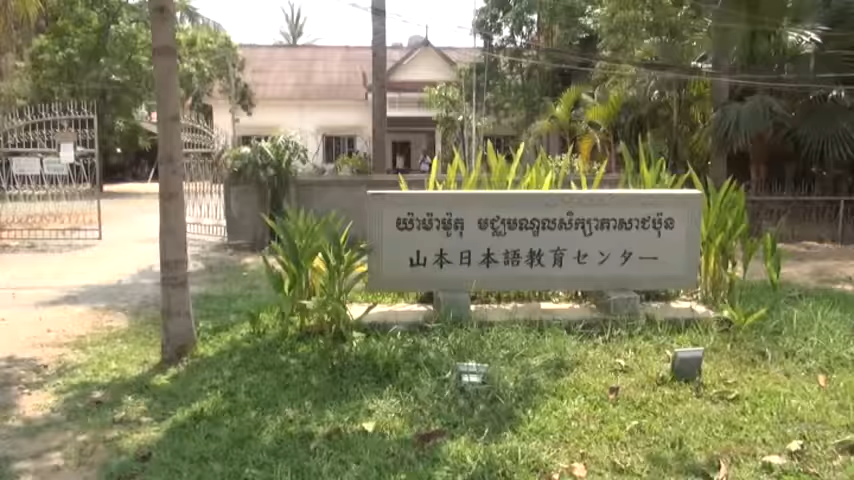 យ៉ាម៉ាម៉ូតុ មជ្ឈមណ្ឌលសិក្សាភាសាជប៉ុន
山本日本語教育センター